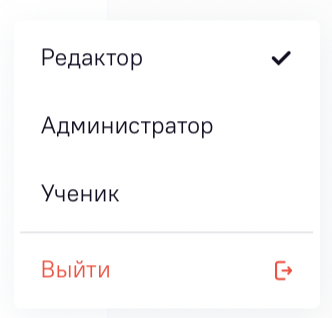 Редактор
Администратор
Ученик
Выйти